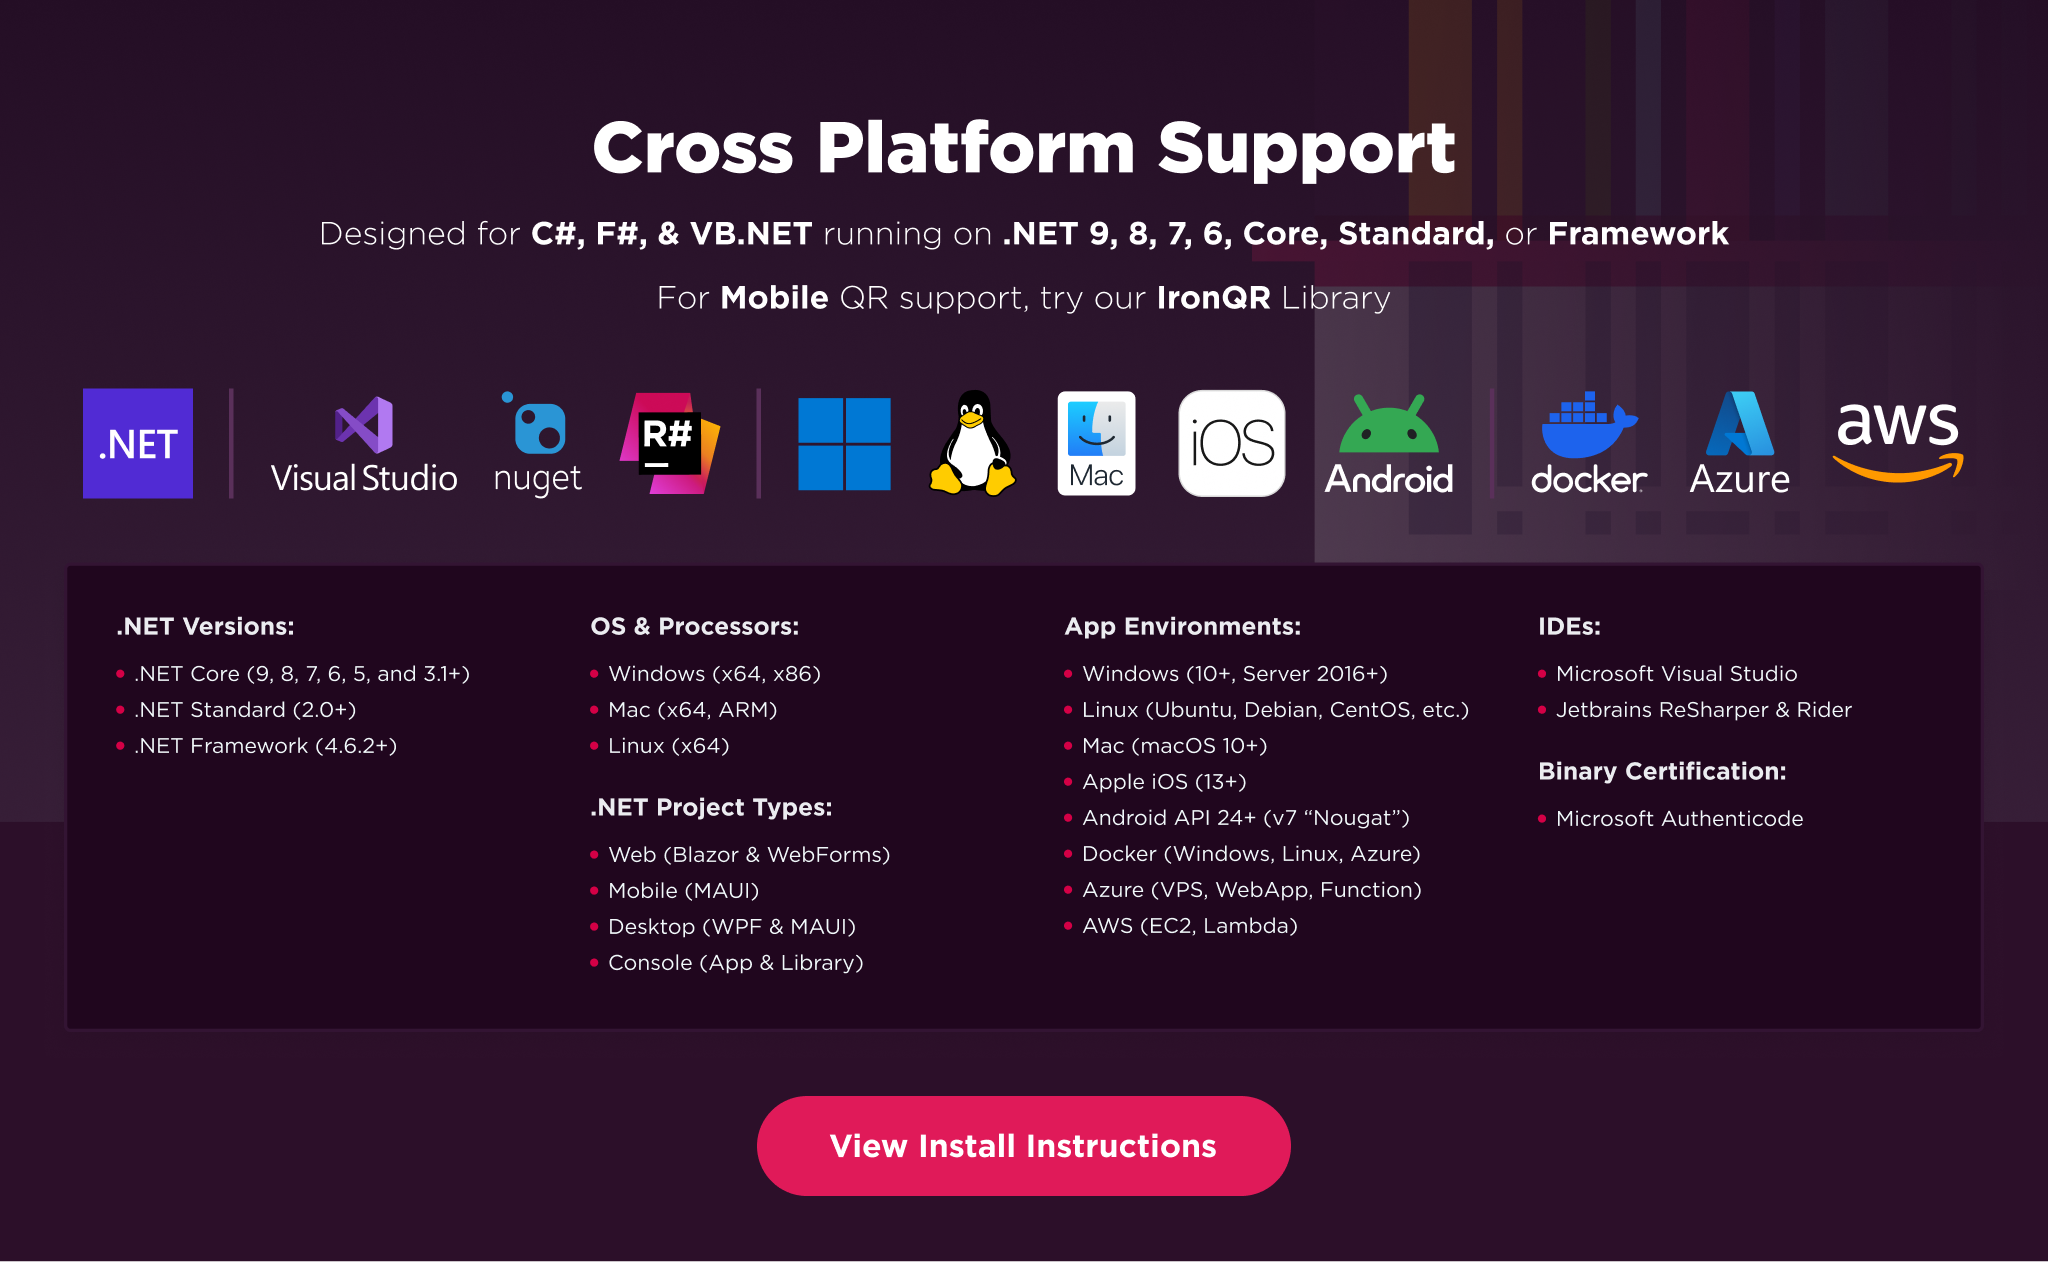 Cross Platform Support
Designed for C#, F#, & VB.NET running on .NET 9, 8, 7, 6, Core, Standard, or Framework
For Mobile QR support, try our IronQR Library
.NET
Visual Studio
nuget
R#
Mac
iOS
Android
docker
Azure
aws
.NET Versions:
.NET Core (9, 8, 7, 6, 5, and 3.1+)
.NET Standard (2.0+)
.NET Framework (4.6.2+)
OS & Processors:
Windows (x64, x86)
Mac (x64, ARM)
Linux (x64)
.NET Project Types:
Web (Blazor & WebForms)
Mobile (MAUI)
Desktop (WPF & MAUI)
Console (App & Library)
App Environments:
Windows (10+, Server 2016+)
Linux (Ubuntu, Debian, CentOS, etc.)
Mac (macOS 10+)
Apple iOS (13+)
Android API 24+ (v7 “Nougat”)
Docker (Windows, Linux, Azure)
Azure (VPS, WebApp, Function)
AWS (EC2, Lambda)
IDEs:
Microsoft Visual Studio
Jetbrains ReSharper & Rider
Binary Certification:
Microsoft Authenticode
View Install Instructions